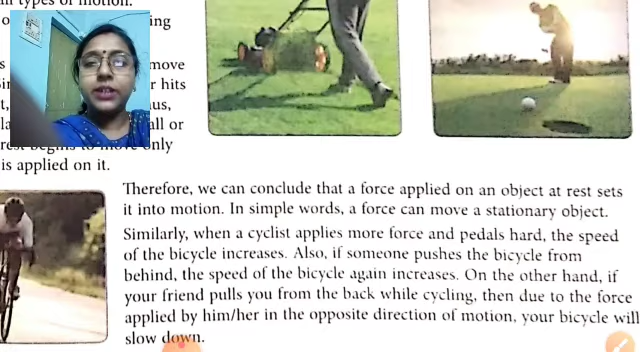 types of motion.
ing
move
r hits
us,
all or
rest begins to move only
is applied on it.
Therefore, we can conclude that a force applied on an object at rest sets
it into motion. In simple words, a force can move a stationary object.
Similarly, when a cyclist applies more force and pedals hard, the speed
of the bicycle increases. Also, if someone pushes the bicycle from
behind, the speed of the bicycle again increases. On the other hand, if
your friend pulls you from the back while cycling, then due to the force
applied by him/her in the opposite direction of motion, your bicycle will
slow down.